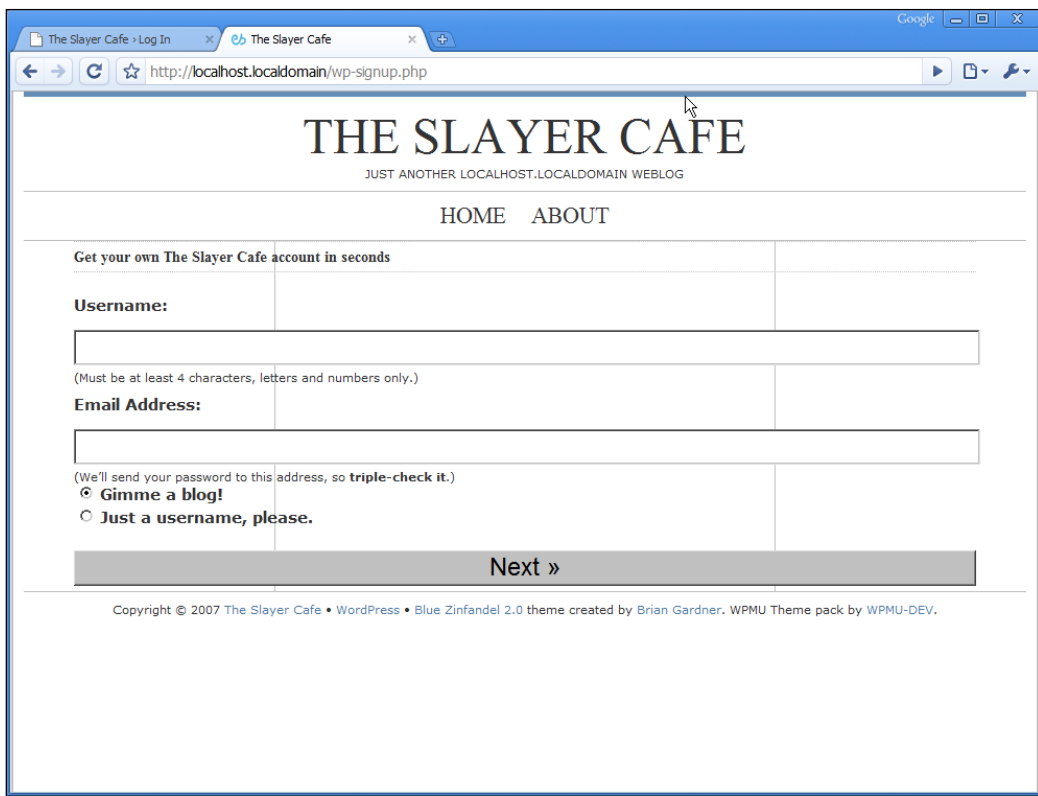 Google
The Slayer Cafe › Log In
The Slayer Cafe
http://localhost.localdomain/wp-signup.php
THE SLAYER CAFE
JUST ANOTHER LOCALHOST.LOCALDOMAIN WEBLOG
HOME ABOUT
Get your own The Slayer Cafe account in seconds
Username:
(Must be at least 4 characters, letters and numbers only.)
Email Address:
(We'll send your password to this address, so triple-check it.)
Gimme a blog!
Just a username, please.
Next »
Copyright © 2007 The Slayer Cafe • WordPress • Blue Zinfandel 2.0 theme created by Brian Gardner. WPMU Theme pack by WPMU-DEV.